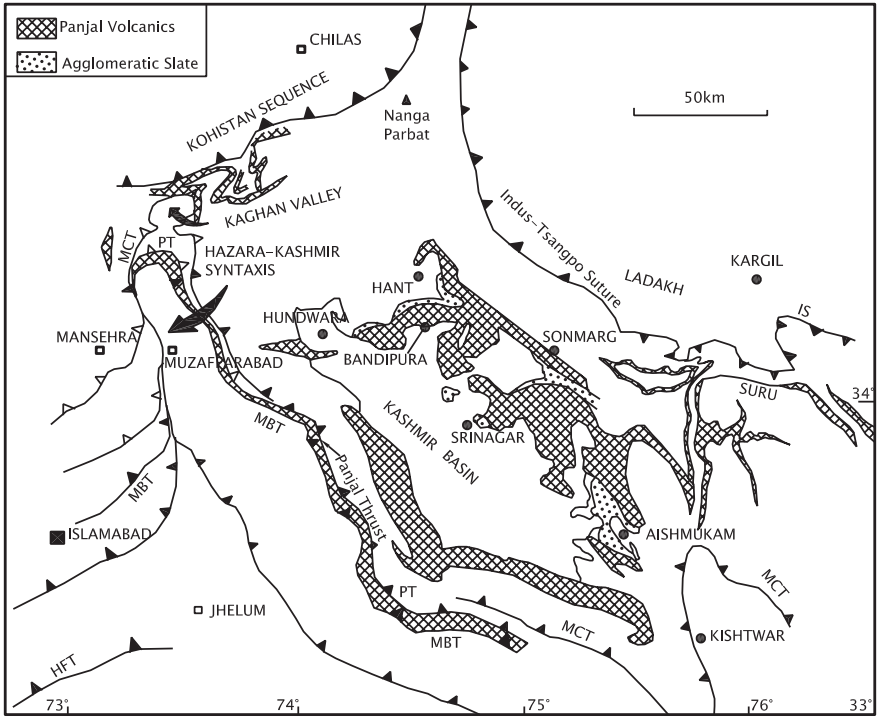 Panjal Volcanics
Agglomeratic Slate
CHILAS
50km
Nanga
Parbat
KOHISTAN SEQUENCE
KAGHAN VALLEY
MCT
PT
HAZARA-KASHMIR
SYNTAXIS
Indus-Tsangpo Suture
LADAKH
KARGIL
HANT
IS
HUNDWARA
SONMARG
MANSEHRA
MUZAFFARABAD
BANDIPURA
SURU
34°
MBT
KASHMIR
BASIN
SRINAGAR
Panjal Thrust
MBT
ISLAMABAD
AISHMUKAM
JHELUM
PT
MCT
MBT
MCT
KISHTWAR
HFT
73°
74°
75°
76°
33°